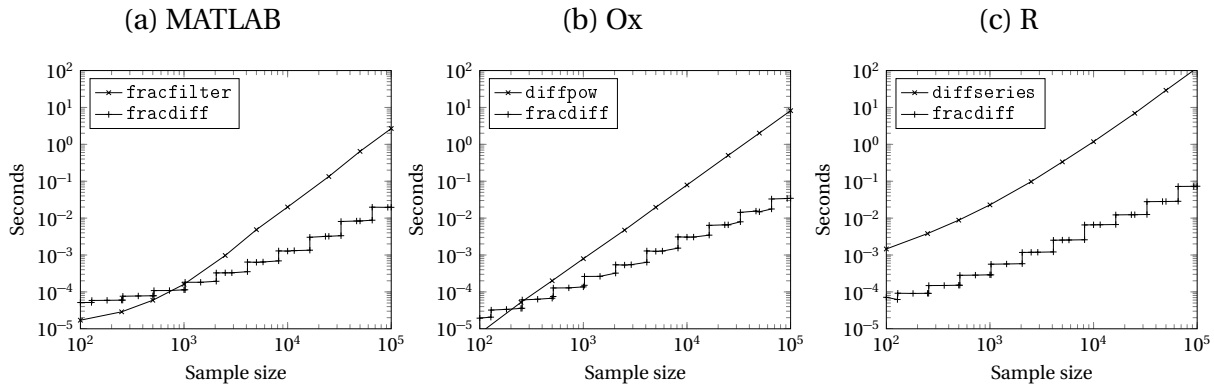 (a) MATLAB
10^2
10^1
10^0
10^−1
10^−2
10^−3
10^−4
10^−5
Seconds
fracfilter
fracdiff
10^2
10^3
10^4
10^5
Sample size
(b) Ox
10^2
10^1
10^0
10^−1
10^−2
10^−3
10^−4
10^−5
Seconds
diffpow
fracdiff
10^2
10^3
10^4
10^5
Sample size
(c) R
10^2
10^1
10^0
10^−1
10^−2
10^−3
10^−4
10^−5
Seconds
diffseries
fracdiff
10^2
10^3
10^4
10^5
Sample size